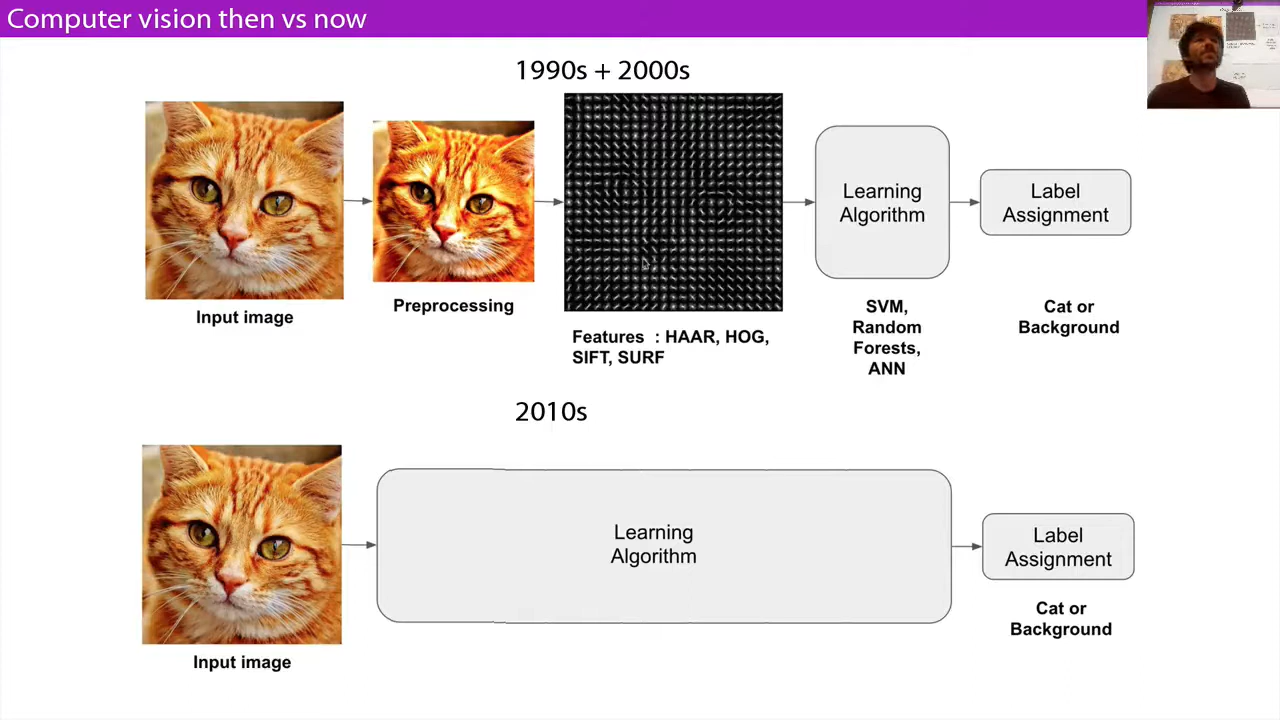 Computer vision then vs now
1990s + 2000s
Learning
Algorithm
Label
Assignment
Input image
Preprocessing
Features : HAAR, HOG,
SIFT, SURF
SVM,
Random
Forests,
ANN
Cat or
Background
2010s
Learning
Algorithm
Label
Assignment
Input image
Cat or
Background